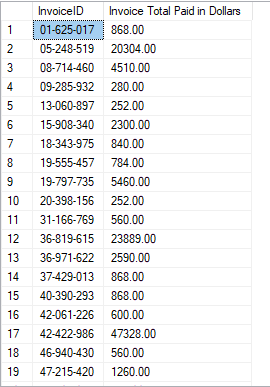 InvoiceID Invoice Total Paid in Dollars
1 01-625-017 868.00
2 05-248-519 20304.00
3 08-714-460 4510.00
4 09-285-932 280.00
5 13-060-897 252.00
6 15-908-340 2300.00
7 18-343-975 840.00
8 19-555-457 784.00
9 19-797-735 5460.00
10 20-398-156 252.00
11 31-166-769 560.00
12 36-819-615 23889.00
13 36-971-622 2590.00
14 37-429-013 868.00
15 40-390-293 868.00
16 42-061-226 600.00
17 42-422-986 47328.00
18 46-940-430 560.00
19 47-215-420 1260.00